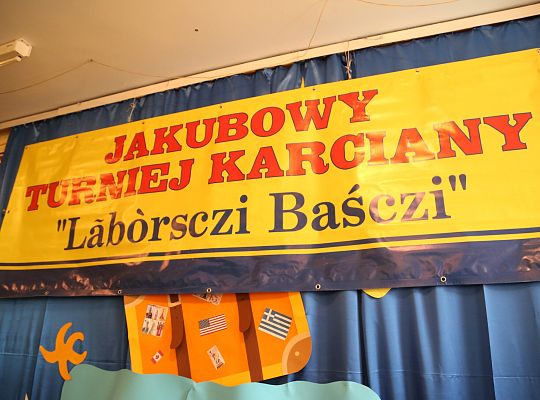 JAKUBOWY
TURNIEJ KARCIANY
"Lãbòrsczi Baśczi"